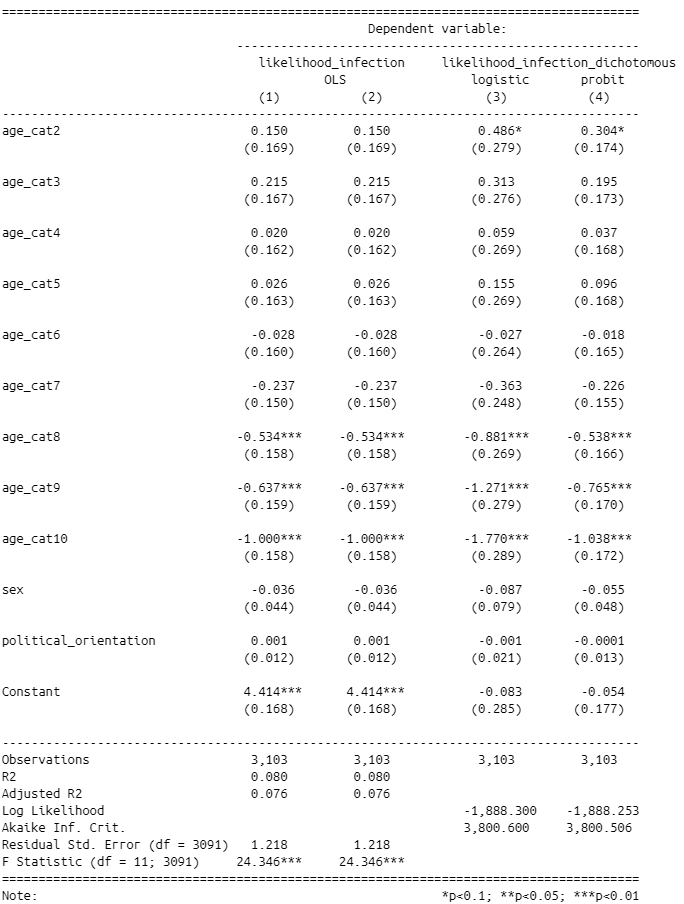 =====================================================================================
Dependent variable:
-----------------------------------------------------
likelihood_infection likelihood_infection_dichotomous
OLS logistic probit
(1) (2) (3) (4)
-------------------------------------------------------------------------------------
age_cat2 0.150 0.150 0.486* 0.304*
(0.169) (0.169) (0.279) (0.174)
age_cat3 0.215 0.215 0.313 0.195
(0.167) (0.167) (0.276) (0.173)
age_cat4 0.020 0.020 0.059 0.037
(0.162) (0.162) (0.269) (0.168)
age_cat5 0.026 0.026 0.155 0.096
(0.163) (0.163) (0.269) (0.168)
age_cat6 -0.028 -0.028 -0.027 -0.018
(0.160) (0.160) (0.264) (0.165)
age_cat7 -0.237 -0.237 -0.363 -0.226
(0.150) (0.150) (0.248) (0.155)
age_cat8 -0.534*** -0.534*** -0.881*** -0.538***
(0.158) (0.158) (0.269) (0.166)
age_cat9 -0.637*** -0.637*** -1.271*** -0.765***
(0.159) (0.159) (0.279) (0.170)
age_cat10 -1.000*** -1.000*** -1.770*** -1.038***
(0.158) (0.158) (0.289) (0.172)
sex -0.036 -0.036 -0.087 -0.055
(0.044) (0.044) (0.079) (0.048)
political_orientation 0.001 0.001 -0.001 -0.0001
(0.012) (0.012) (0.021) (0.013)
Constant 4.414*** 4.414*** -0.083 -0.054
(0.168) (0.168) (0.285) (0.177)
-------------------------------------------------------------------------------------
Observations 3,103 3,103 3,103 3,103
R2 0.080 0.080
Adjusted R2 0.076 0.076
Log Likelihood -1,888.300 -1,888.253
Akaike Inf. Crit. 3,800.600 3,800.506
Residual Std. Error (df = 3091) 1.218 1.218
F Statistic (df = 11; 3091) 24.346*** 24.346***
=====================================================================================
Note: *p<0.1; **p<0.05; ***p<0.01